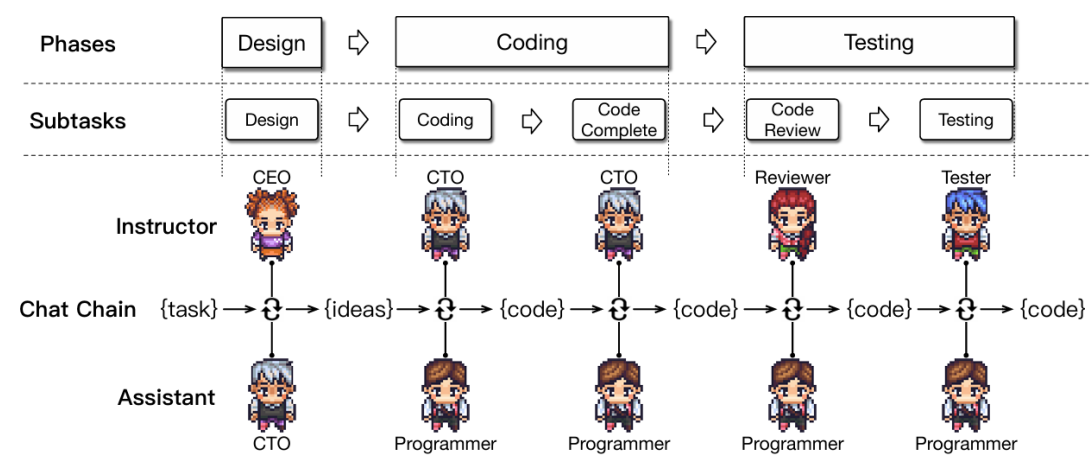 Phases
Design
Coding
Testing
Subtasks
Design
Coding
Code
Complete
Code
Review
Testing
CEO
CTO
CTO
Reviewer
Tester
Instructor
Chat Chain
{task}
{ideas}
{code}
{code}
{code}
{code}
Assistant
CTO
Programmer
Programmer
Programmer
Programmer